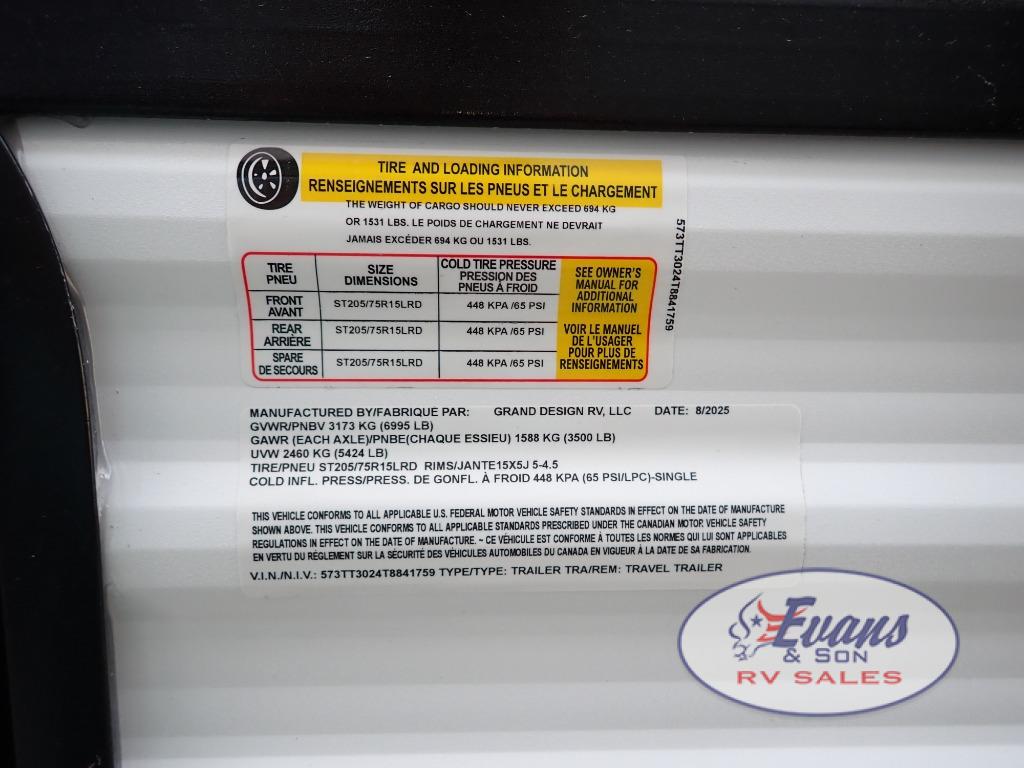 TIRE AND LOADING INFORMATION
RENSEIGNEMENTS SUR LES PNEUS ET LE CHARGEMENT
THE WEIGHT OF CARGO SHOULD NEVER EXCEED 694 KG
OR 1531 LBS. LE POIDS DE CHARGEMENT NE DEVRAIT
JAMAIS EXCÉDER 694 KG OU 1531 LBS.
TIRE PNEU
SIZE DIMENSIONS
COLD TIRE PRESSURE PRESSION DES PNEUS À FROID
FRONT AVANT ST205/75R15LRD 448 KPA /65 PSI
REAR ARRIÈRE ST205/75R15LRD 448 KPA /65 PSI
SPARE DE SECOURS ST205/75R15LRD 448 KPA /65 PSI
SEE OWNER'S
MANUAL FOR
ADDITIONAL
INFORMATION
VOIR LE MANUEL
DE L'USAGER
POUR PLUS DE
RENSEIGNEMENTS
573TT3024T8841759
MANUFACTURED BY/FABRIQUÉ PAR: GRAND DESIGN RV, LLC DATE: 8/2025
GVWR/PNBV 3173 KG (6995 LB)
GAWR (EACH AXLE)/PNBE(CHAQUE ESSIEU) 1588 KG (3500 LB)
UVW 2460 KG (5424 LB)
TIRE/PNEU ST205/75R15LRD RIMS/JANTE15X5J 5-4.5
COLD INFL. PRESS/PRESS. DE GONFL. À FROID 448 KPA (65 PSI/LPC)-SINGLE
THIS VEHICLE CONFORMS TO ALL APPLICABLE U.S. FEDERAL MOTOR VEHICLE SAFETY STANDARDS IN EFFECT ON THE DATE OF MANUFACTURE
SHOWN ABOVE. THIS VEHICLE CONFORMS TO ALL APPLICABLE STANDARDS PRESCRIBED UNDER THE CANADIAN MOTOR. VEHICLE SAFETY
REGULATIONS IN EFFECT ON THE DATE OF MANUFACTURE. ~ CE VÉHICULE EST CONFORME À TOUTES LES NORMES QUI LUI SONT APPLICABLES
EN VERTU DU RÉGLEMENT SUR LA SÉCURITÉ DES VÉHICULES AUTOMOBILES DU CANADA EN VIGUEUR À LA DATE DE SA FABRICATION.
V.I.N./N.I.V.: 573TT3024T8841759 TYPE/TYPE: TRAILER TRA/REM: TRAVEL TRAILER
Evans
& SON
RV SALES